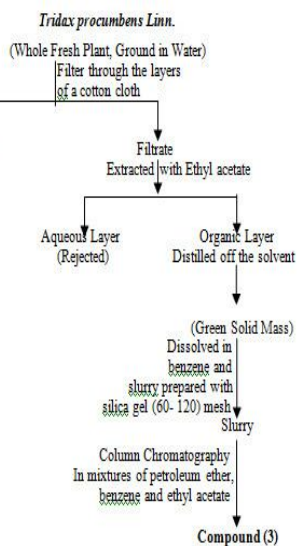 Tridax procumbens Linn.
(Whole Fresh Plant, Ground in Water)
Filter through the layers
of a cotton cloth
Filtrate
Extracted with Ethyl acetate
Aqueous Layer
(Rejected)
Organic Layer
Distilled off the solvent
(Green Solid Mass)
Dissolved in
benzene and
slurry prepared with
silica gel (60- 120) mesh
Slurry
Column Chromatography
In mixtures of petroleum ether,
benzene and ethyl acetate
Compound (3)